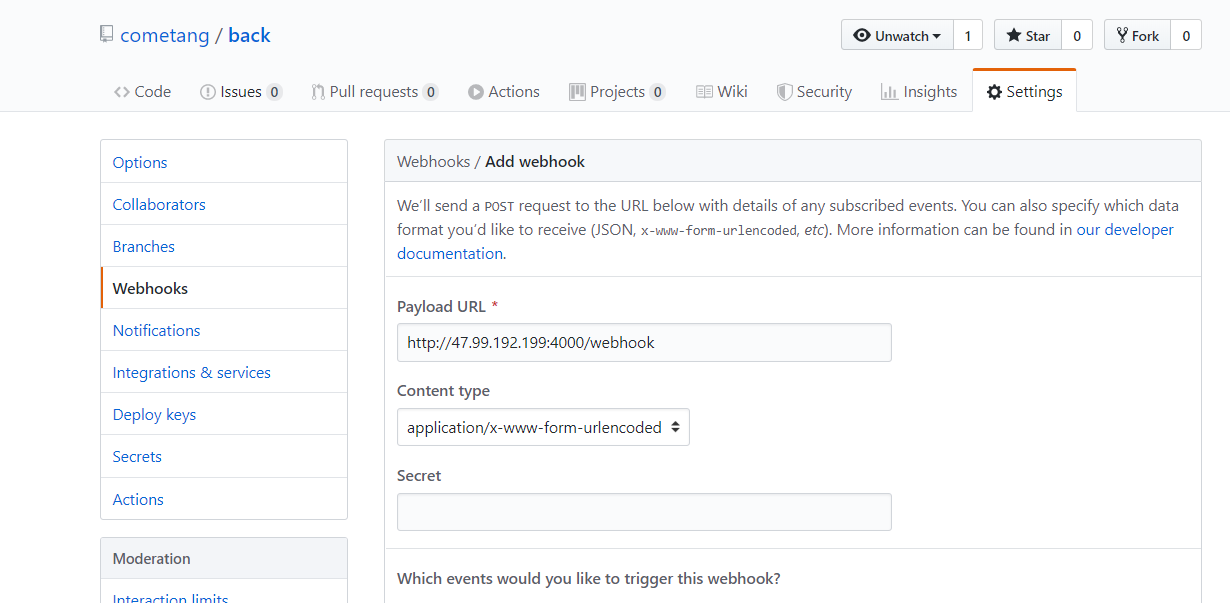 cometang / back
Unwatch 1 Star 0 Fork 0
Code Issues 0 Pull requests 0 Actions Projects 0 Wiki Security Insights Settings
Options
Collaborators
Branches
Webhooks
Notifications
Integrations & services
Deploy keys
Secrets
Actions
Moderation
Interaction limits
Webhooks / Add webhook
We’ll send a POST request to the URL below with details of any subscribed events. You can also specify which data
format you’d like to receive (JSON, x-www-form-urlencoded, etc). More information can be found in our developer
documentation.
Payload URL *
http://47.99.192.199:4000/webhook
Content type
application/x-www-form-urlencoded
Secret
Which events would you like to trigger this webhook?